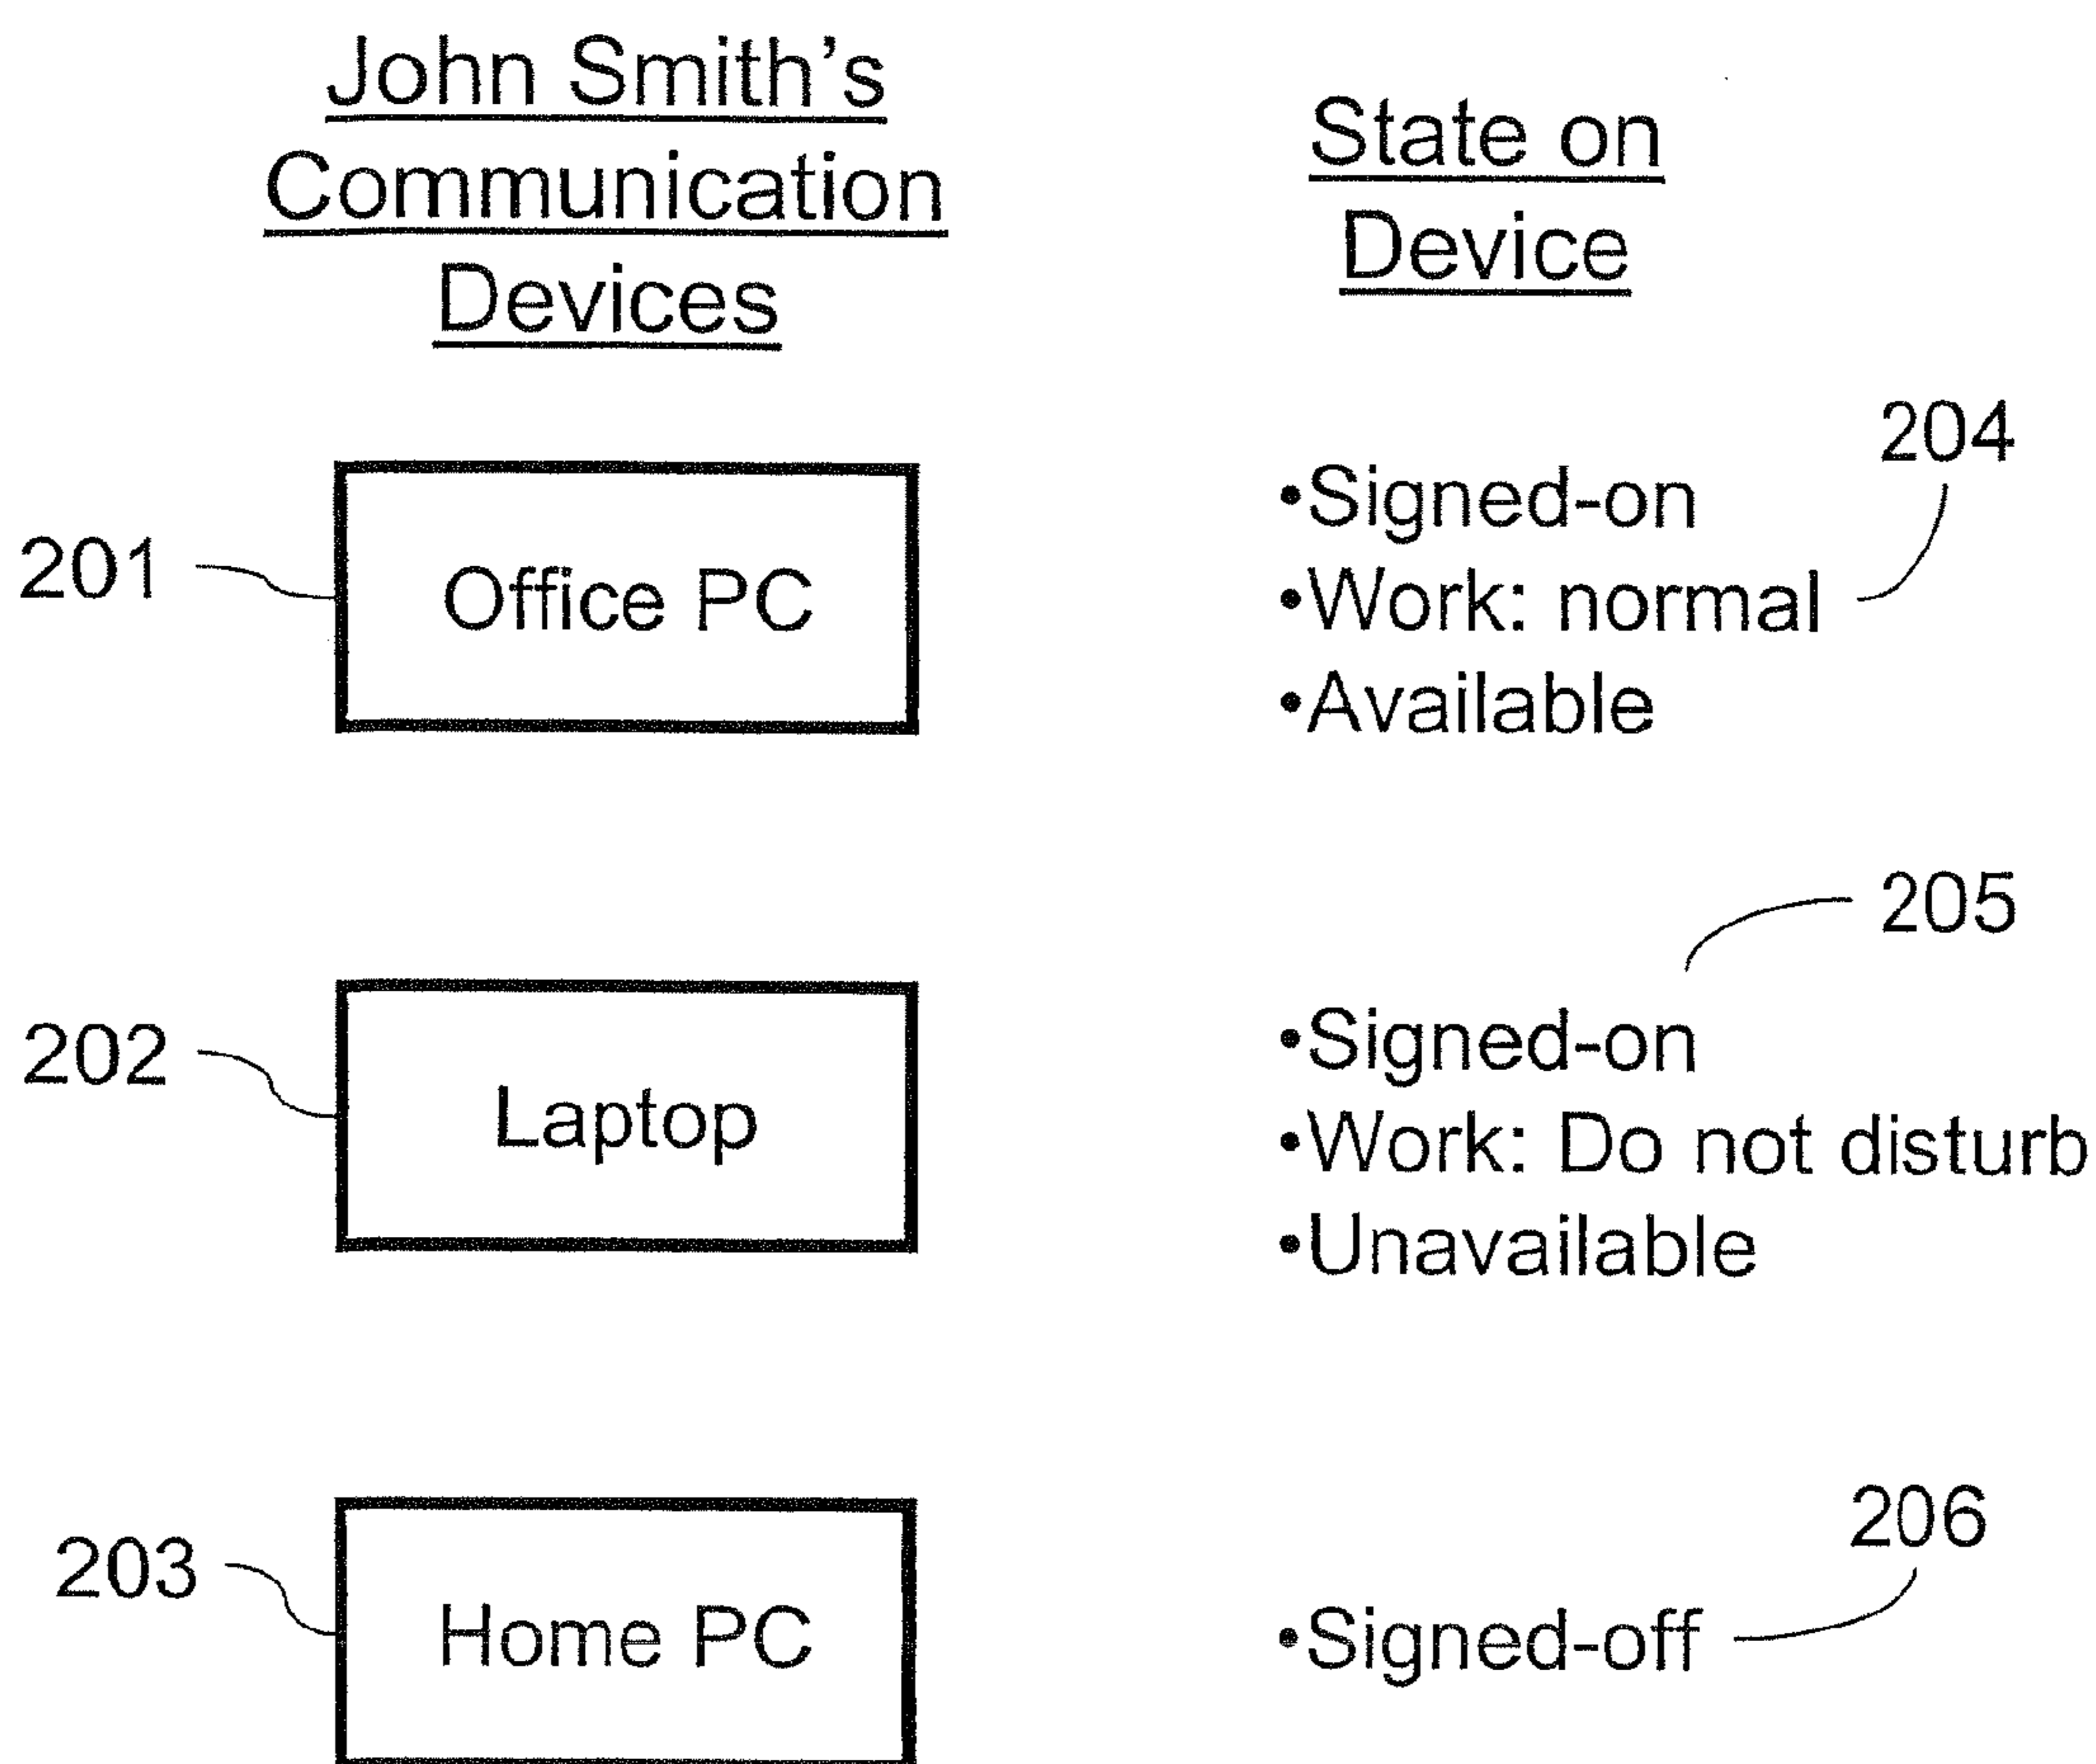 John Smith's
Communication
Devices
State on
Device
204
•Signed-on
201
Office PC
•Work: normal
•Available
205
•Signed-on
202
Laptop
•Work: Do not disturb
•Unavailable
206
203
Home PC
•Signed-off